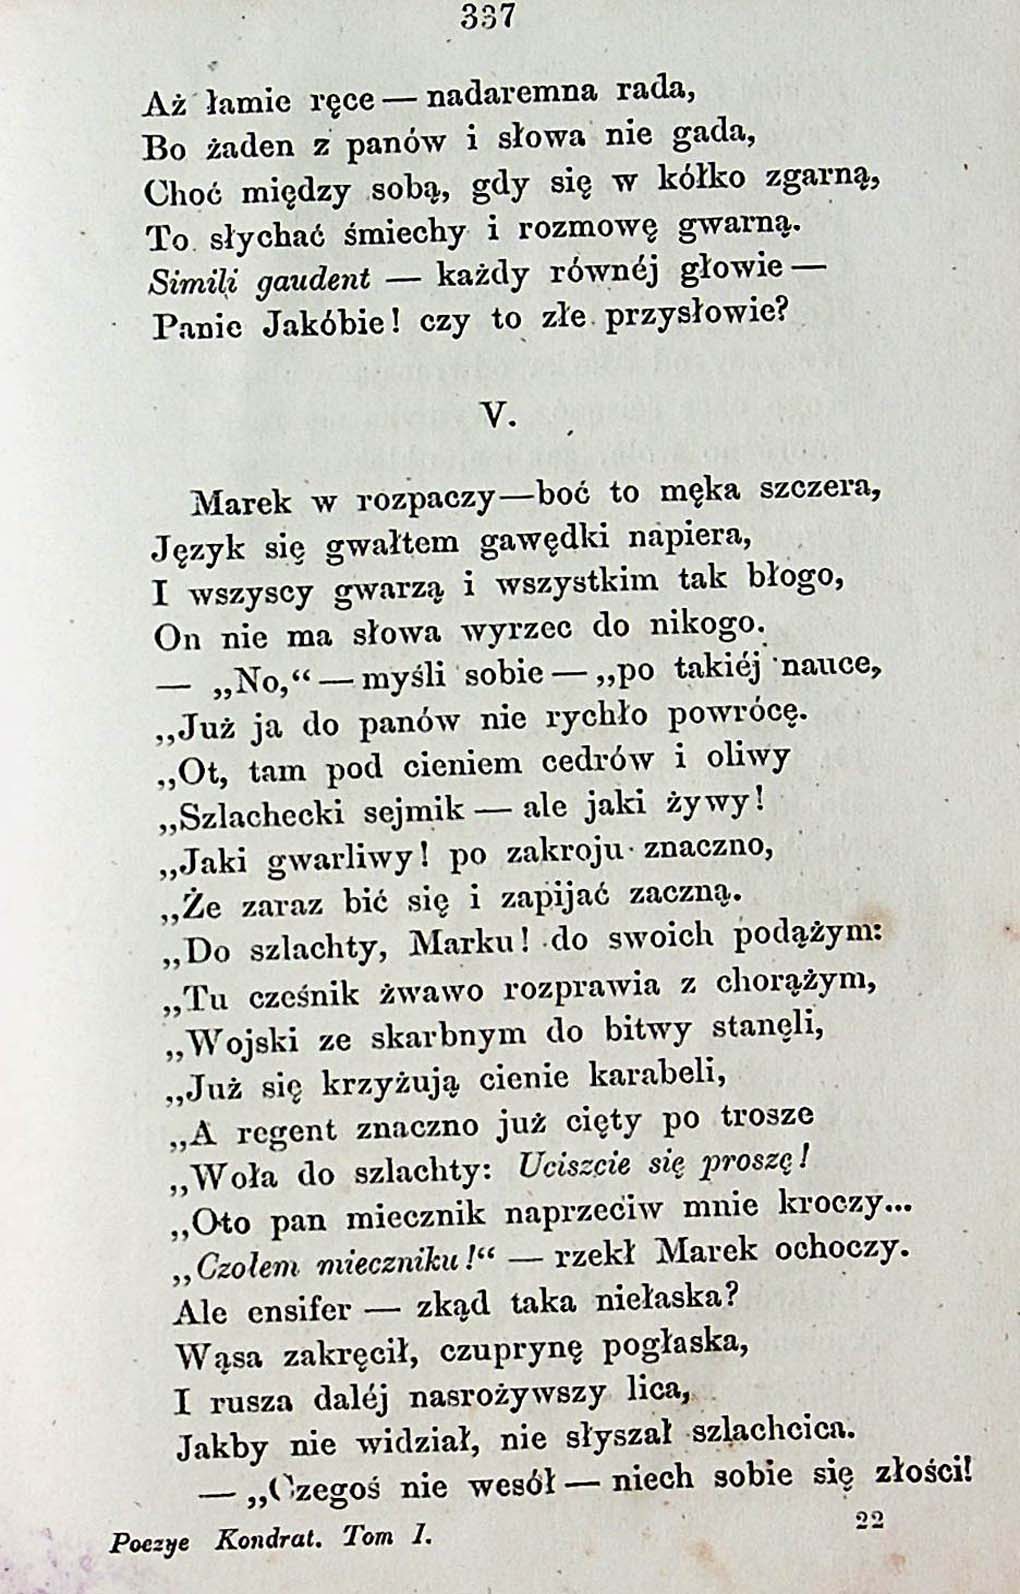 337
Aż łamie ręce — nadaremna rada,
Bo żaden z panów i słowa nie gada,
Choć między sobą, gdy się w kółko zgarną,
To słychać śmiechy i rozmowę gwarną.
Simili gaudent — każdy równéj głowie —
Panie Jakóbie! czy to złe przysłowie?
V.
Marek w rozpaczy — boć to męka szczera,
Język się gwałtem gawędki napiera,
I wszyscy gwarzą i wszystkim tak błogo,
On nie ma słowa wyrzec do nikogo.
— „No,“ — myśli sobie — „po takiéj nauce,
„Już ja do panów nie rychło powrócę.
„Ot, tam pod cieniem cedrów i oliwy
„Szlachecki sejmik — ale jaki żywy!
„Jaki gwarliwy! po zakroju znaczno,
„Że zaraz bić się i zapijać zaczną.
„Do szlachty, Marku! do swoich podążym:
„Tu cześnik żwawo rozprawia z chorążym,
„Wojski ze skarbnym do bitwy stanęli,
„Już się krzyżują cienie karabeli,
„A regent znaczno już cięty po trosze
„Woła do szlachty: Uciszcie się proszę!
„Oto pan miecznik naprzeciw mnie kroczy...
„Czołem mieczniku!“ — rzekł Marek ochoczy.
Ale ensifer — zkąd taka niełaska?
Wąsa zakręcił, czuprynę pogłaska,
I rusza daléj nasrożywszy lica,
Jakby nie widział, nie słyszał szlachcica.
— „Czegoś nie wesół — niech sobie się złości!
Poezye Kondrat. Tom I.
22